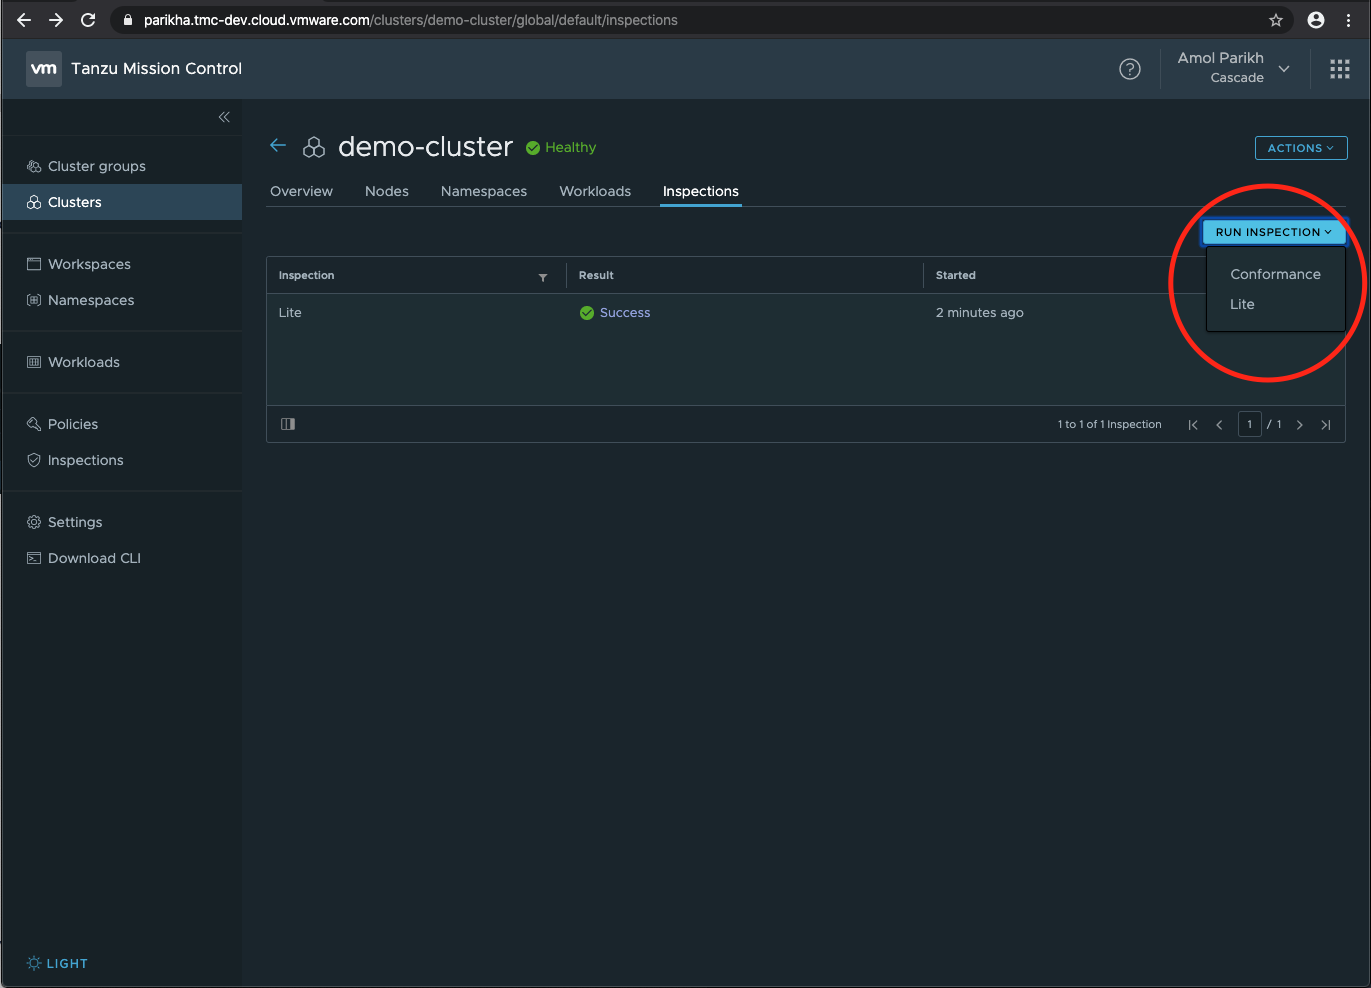 parikha.tmc-dev.cloud.vmware.com/clusters/demo-cluster/global/default/inspections
vm Tanzu Mission Control
?
Amol Parikh
Cascade
Cluster groups
Clusters
Workspaces
Namespaces
Workloads
Policies
Inspections
Settings
Download CLI
LIGHT
demo-cluster Healthy
ACTIONS
Overview Nodes Namespaces Workloads Inspections
RUN INSPECTION
Conformance
Lite
Inspection Result Started
Lite Success 2 minutes ago
1 to 1 of 1 Inspection 1 / 1